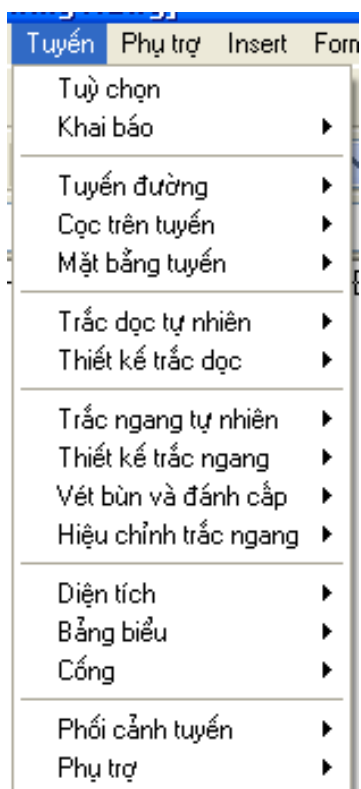 Tuyến Phụ trợ Insert
Tuỳ chọn
Khai báo
Tuyến đường
Cọc trên tuyến
Mặt bằng tuyến
Trắc dọc tự nhiên
Thiết kế trắc dọc
Trắc ngang tự nhiên
Thiết kế trắc ngang
Vét bùn và đánh cấp
Hiệu chỉnh trắc ngang
Diện tích
Bảng biểu
Cống
Phối cảnh tuyến
Phụ trợ